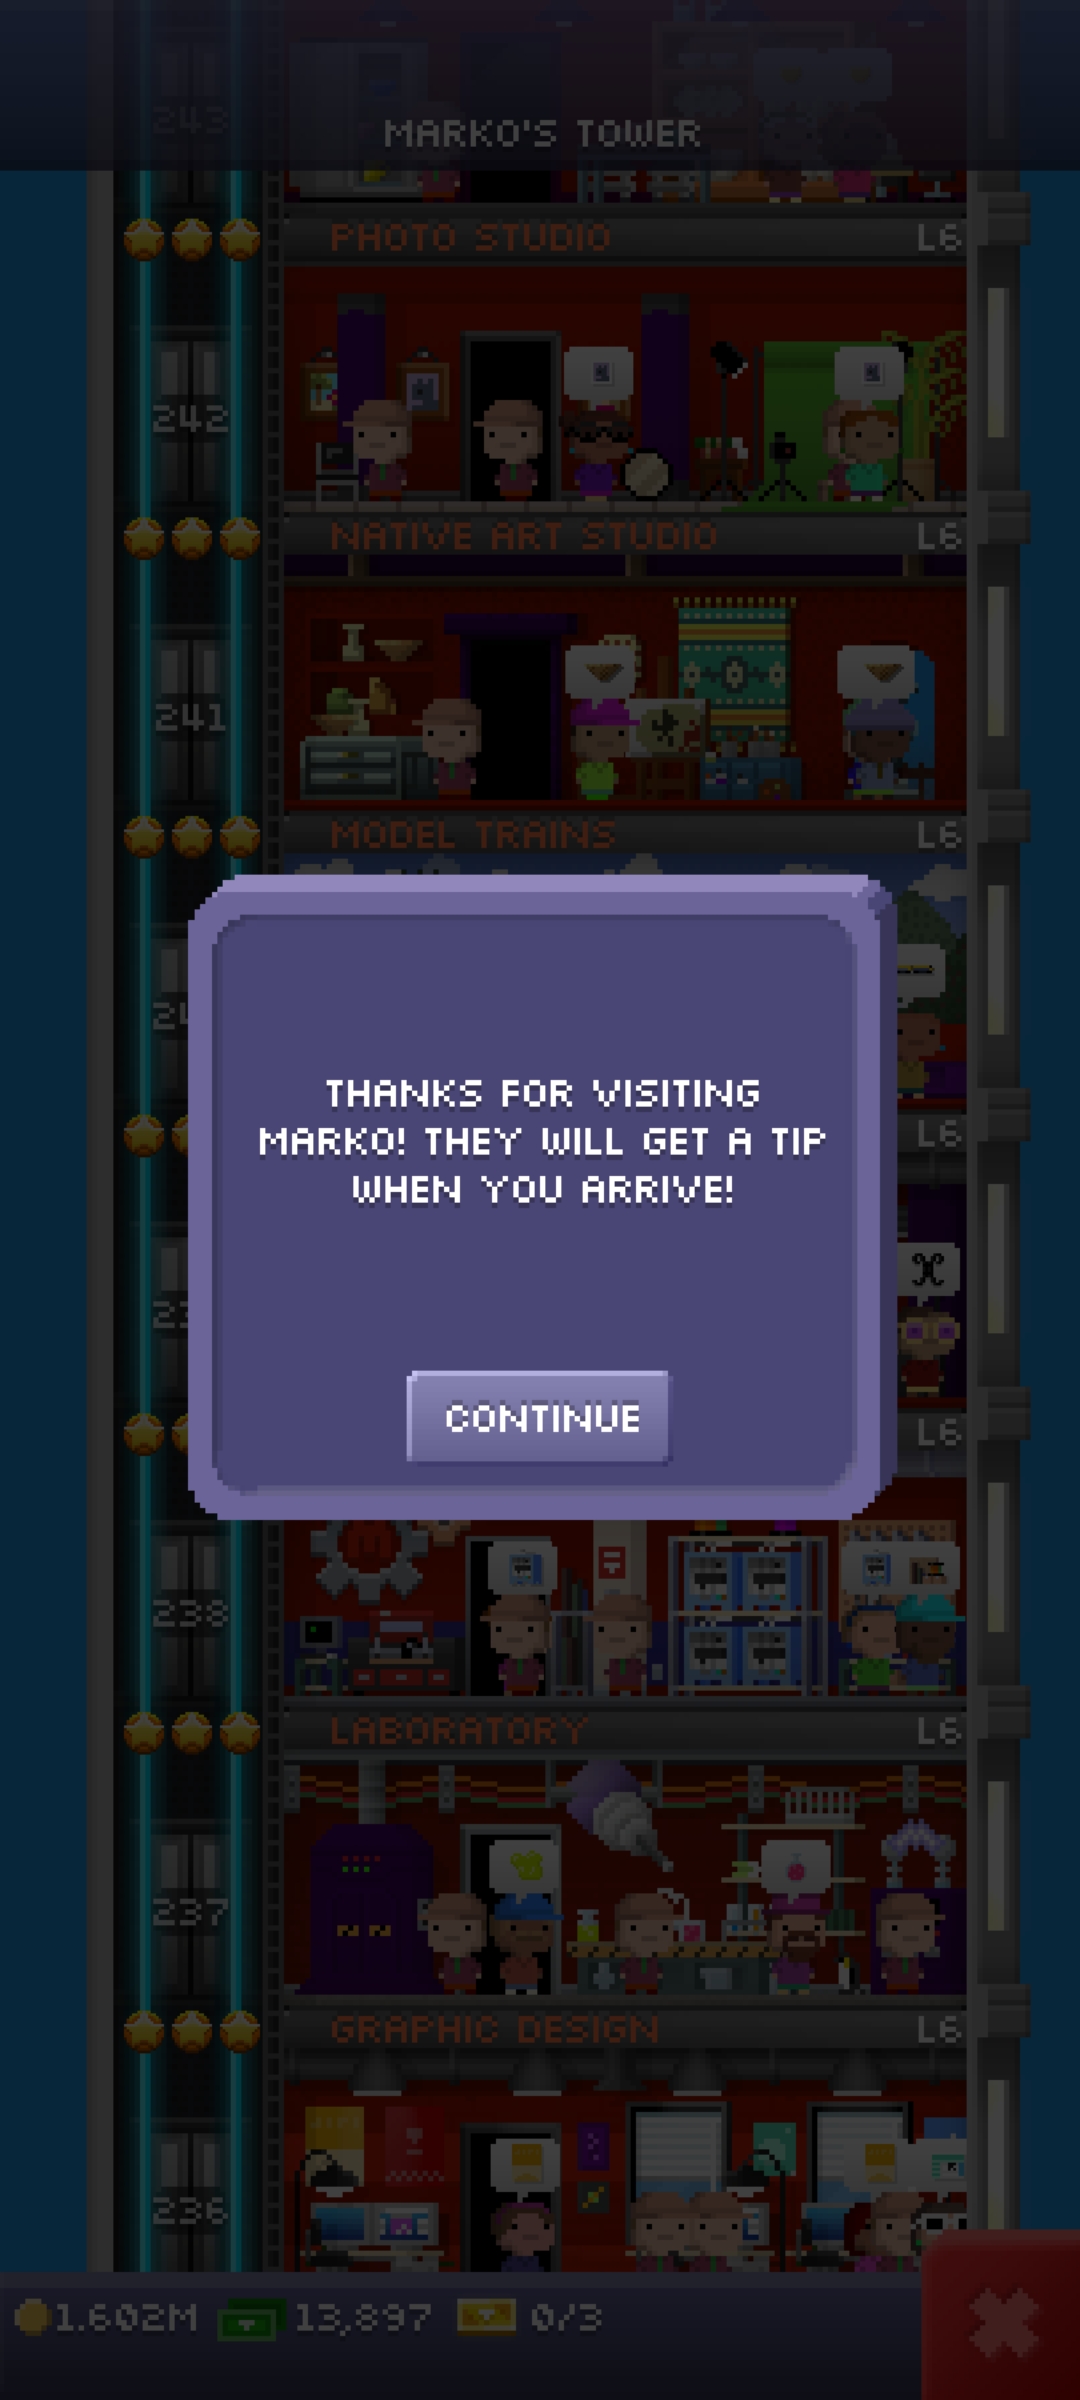 243
MARKO'S TOWER
PHOTO STUDIO L6
242
NATIVE ART STUDIO L6
241
MODEL TRAINS L6
L6
THANKS FOR VISITING
MARKO! THEY WILL GET A TIP
WHEN YOU ARRIVE!
CONTINUE
L6
238
LABORATORY L6
237
GRAPHIC DESIGN L6
236
1.602M 13,897 0/3